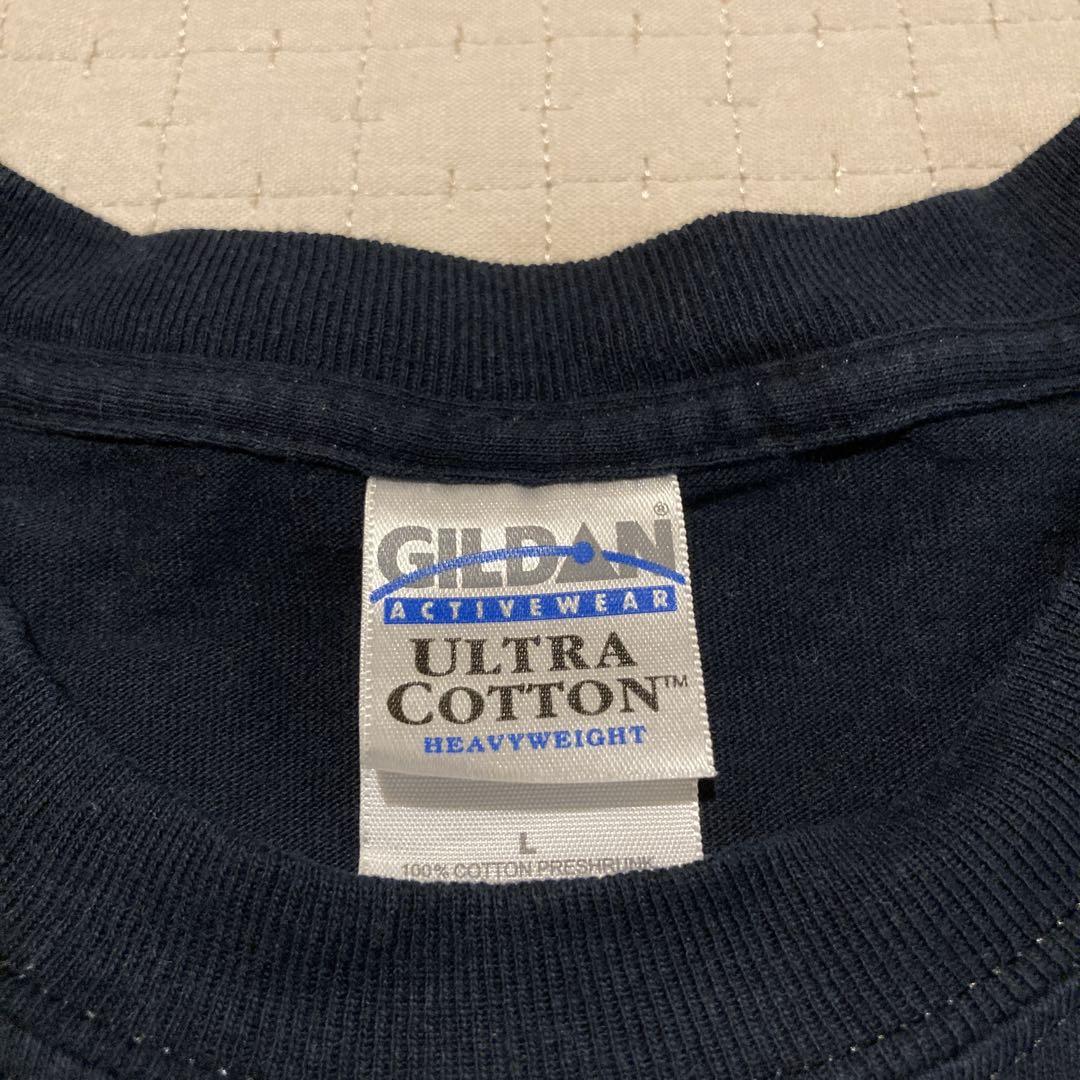 GILDAN®
ACTIVEWEAR
ULTRA
COTTON™
HEAVYWEIGHT
L
100% COTTON PRESHRUNK